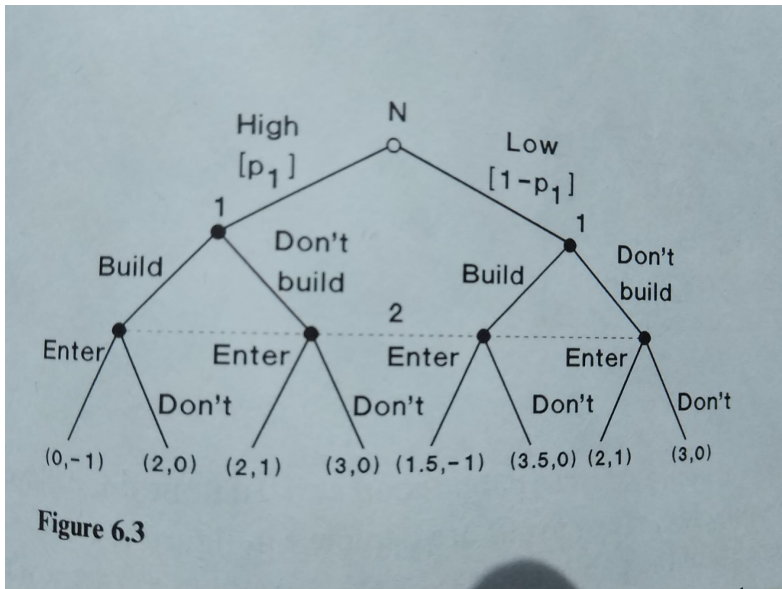 N
High
[p1]
Low
[1-p1]
1
1
Build
Don't
build
Build
Don't
build
2
Enter
Enter
Enter
Enter
Don't
Don't
Don't
Don't
(0,-1)
(2,0)
(2,1)
(3,0)
(1.5,-1)
(3.5,0)
(2,1)
(3,0)
Figure 6.3